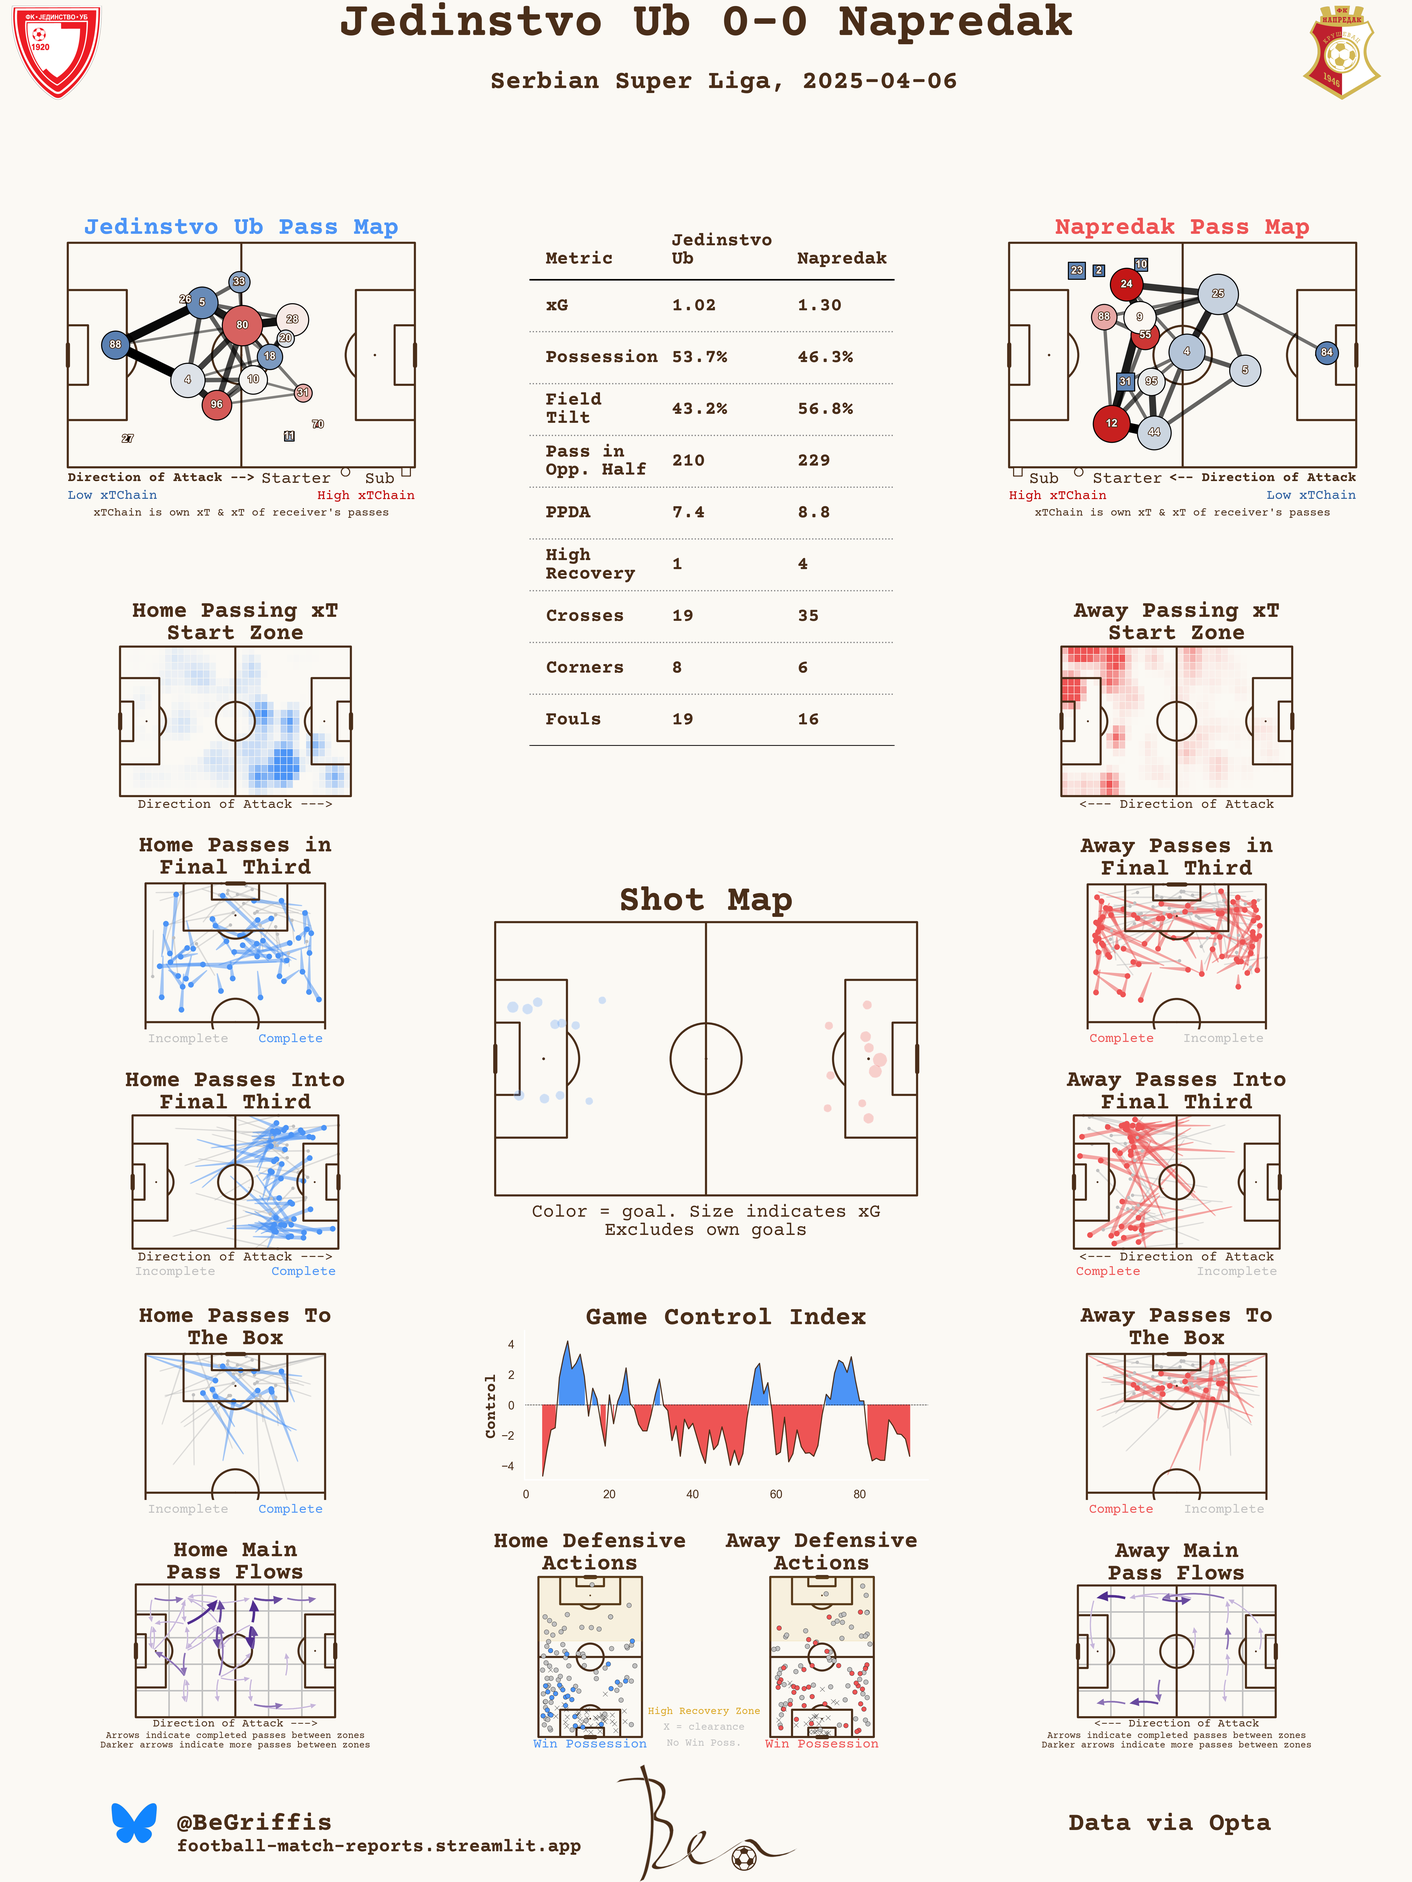 Jedinstvo Ub 0-0 Napredak
Serbian Super Liga, 2025-04-06
ФК·ЈЕДИНСТВО·УБ
1920
ФК
НАПРЕДАК
КРУШЕВАЦ
1946
Jedinstvo Ub Pass Map
33
26
5
28
80
20
88
18
4
10
31
96
70
11
27
Direction of Attack --> Starter Sub
Low xTChain High xTChain
xTChain is own xT & xT of receiver's passes
Metric Jedinstvo Ub Napredak
xG 1.02 1.30
Possession 53.7% 46.3%
Field Tilt 43.2% 56.8%
Pass in Opp. Half 210 229
PPDA 7.4 8.8
High Recovery 1 4
Crosses 19 35
Corners 8 6
Fouls 19 16
Napredak Pass Map
23
2
10
24
25
88
9
55
4
84
5
31
95
12
44
Sub Starter <-- Direction of Attack
High xTChain Low xTChain
xTChain is own xT & xT of receiver's passes
Home Passing xT
Start Zone
Direction of Attack --->
Away Passing xT
Start Zone
<--- Direction of Attack
Home Passes in
Final Third
Incomplete Complete
Away Passes in
Final Third
Complete Incomplete
Shot Map
Color = goal. Size indicates xG
Excludes own goals
Home Passes Into
Final Third
Direction of Attack --->
Incomplete Complete
Away Passes Into
Final Third
<--- Direction of Attack
Complete Incomplete
Home Passes To
The Box
Incomplete Complete
Game Control Index
Control
4
2
0
−2
−4
0 20 40 60 80
Away Passes To
The Box
Complete Incomplete
Home Main
Pass Flows
Direction of Attack --->
Arrows indicate completed passes between zones
Darker arrows indicate more passes between zones
Home Defensive
Actions
Win Possession
High Recovery Zone
X = clearance
No Win Poss.
Away Defensive
Actions
Win Possession
Away Main
Pass Flows
<--- Direction of Attack
Arrows indicate completed passes between zones
Darker arrows indicate more passes between zones
@BeGriffis
football-match-reports.streamlit.app
Ben
Data via Opta